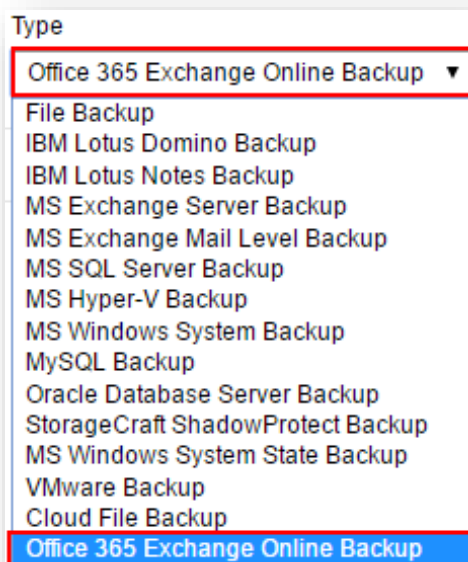 Type
Office 365 Exchange Online Backup ▼
File Backup
IBM Lotus Domino Backup
IBM Lotus Notes Backup
MS Exchange Server Backup
MS Exchange Mail Level Backup
MS SQL Server Backup
MS Hyper-V Backup
MS Windows System Backup
MySQL Backup
Oracle Database Server Backup
StorageCraft ShadowProtect Backup
MS Windows System State Backup
VMware Backup
Cloud File Backup
Office 365 Exchange Online Backup